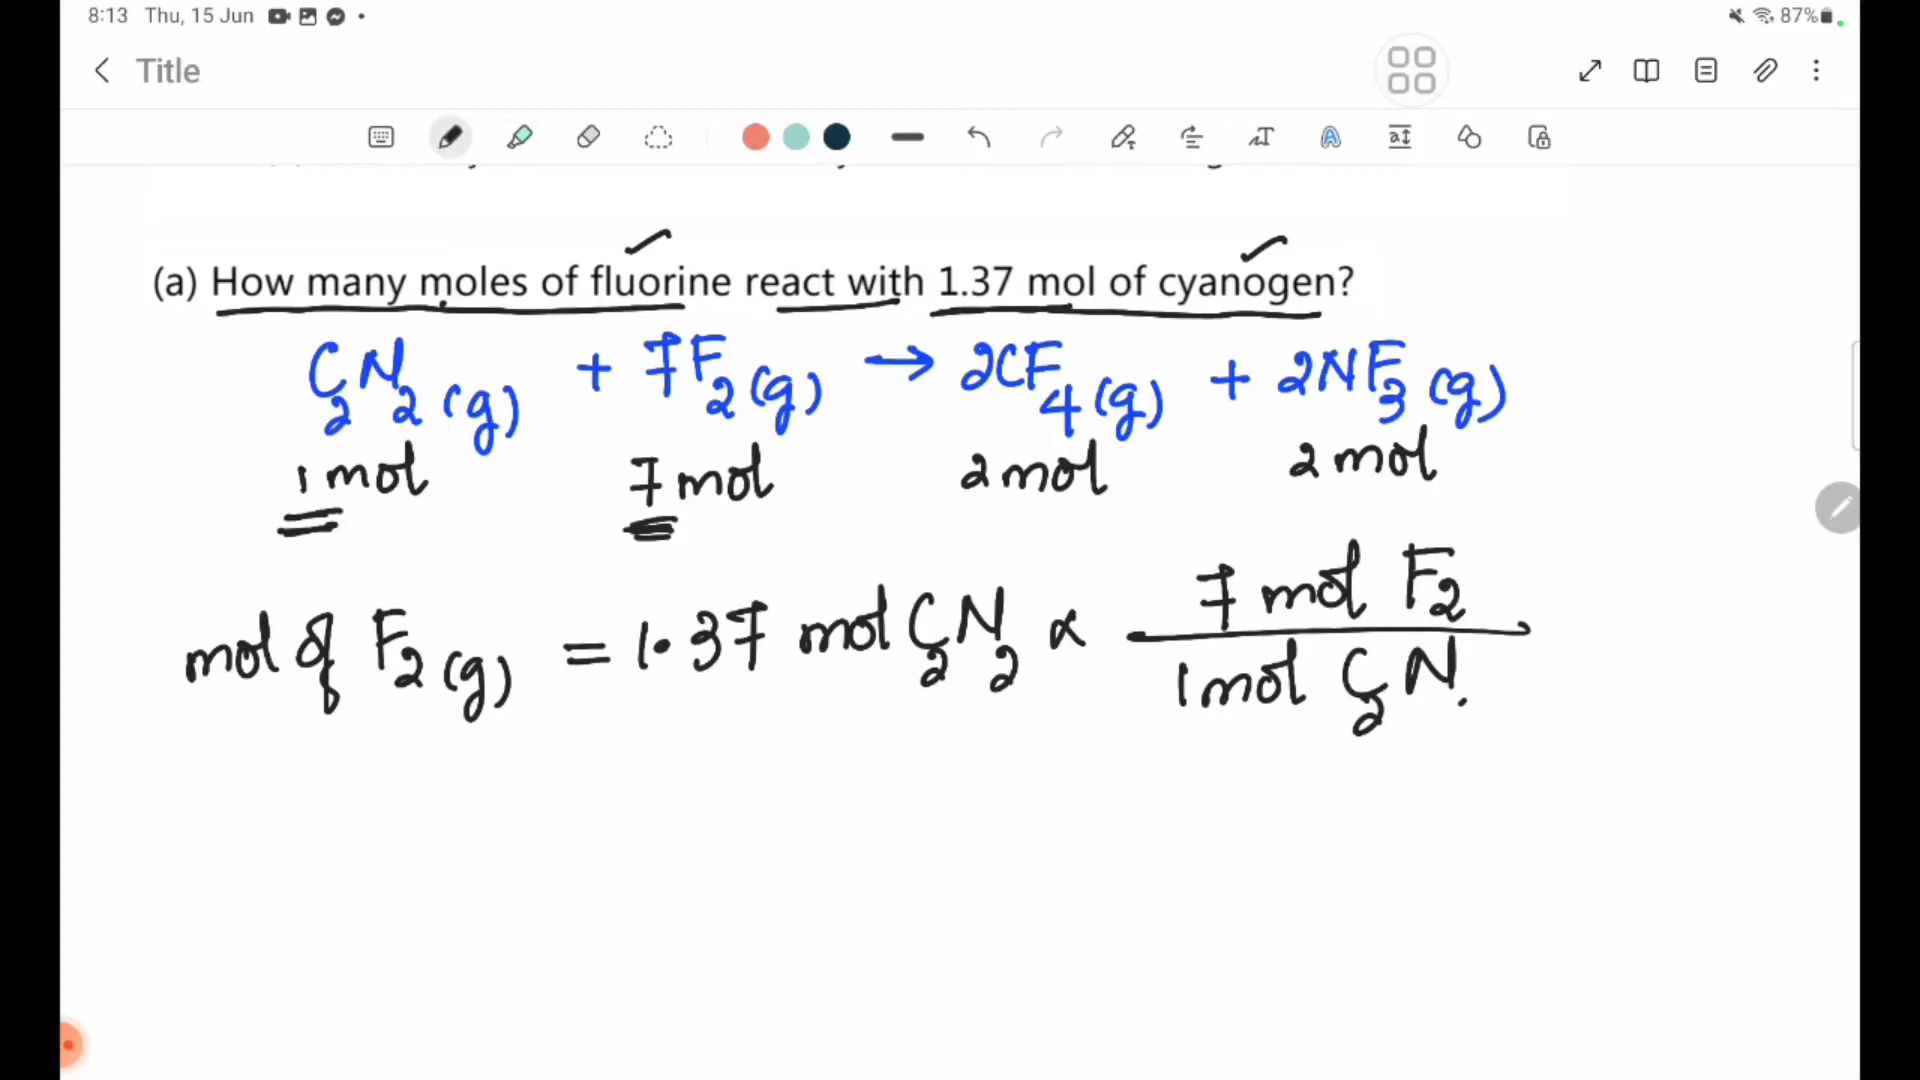 8:13 Thu, 15 Jun 87%
Title
(a) How many moles of fluorine react with 1.37 mol of cyanogen?
C₂N₂(g) + 7F₂(g) → 2CF₄(g) + 2NF₃(g)
1 mol 7 mol 2 mol 2 mol
7 mol F₂
mol of F₂(g) = 1.37 mol C₂N₂ ×
1 mol C₂N